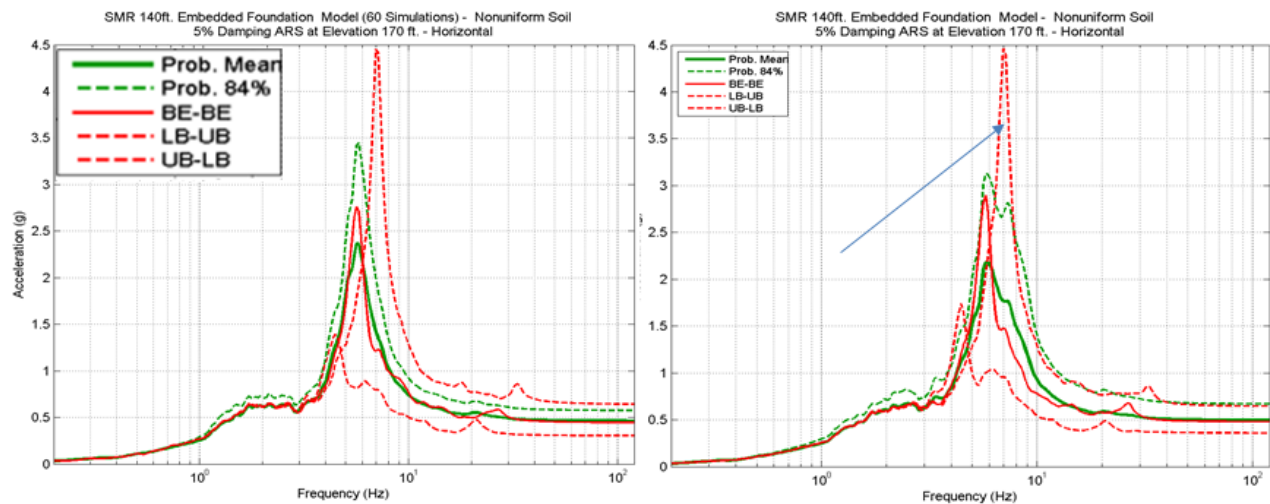 SMR 140ft. Embedded Foundation Model (60 Simulations) - Nonuniform Soil
5% Damping ARS at Elevation 170 ft. - Horizontal
4.5
4
3.5
3
2.5
2
1.5
1
0.5
0
Acceleration (g)
Prob. Mean
Prob. 84%
BE-BE
LB-UB
UB-LB
10^0
10^1
10^2
Frequency (Hz)
SMR 140ft. Embedded Foundation Model - Nonuniform Soil
5% Damping ARS at Elevation 170 ft. - Horizontal
4.5
4
3.5
3
2.5
2
1.5
1
0.5
0
Prob. Mean
Prob. 84%
BE-BE
LB-UB
UB-LB
10^0
10^1
10^2
Frequency (Hz)